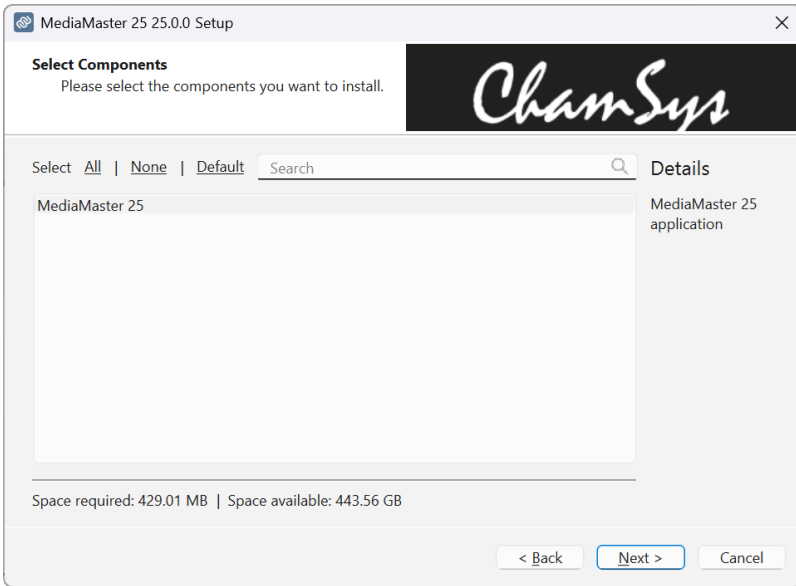 MediaMaster 25 25.0.0 Setup
Select Components
Please select the components you want to install.
ChamSys
Select All | None | Default Search
Details
MediaMaster 25
MediaMaster 25
application
Space required: 429.01 MB | Space available: 443.56 GB
< Back Next > Cancel